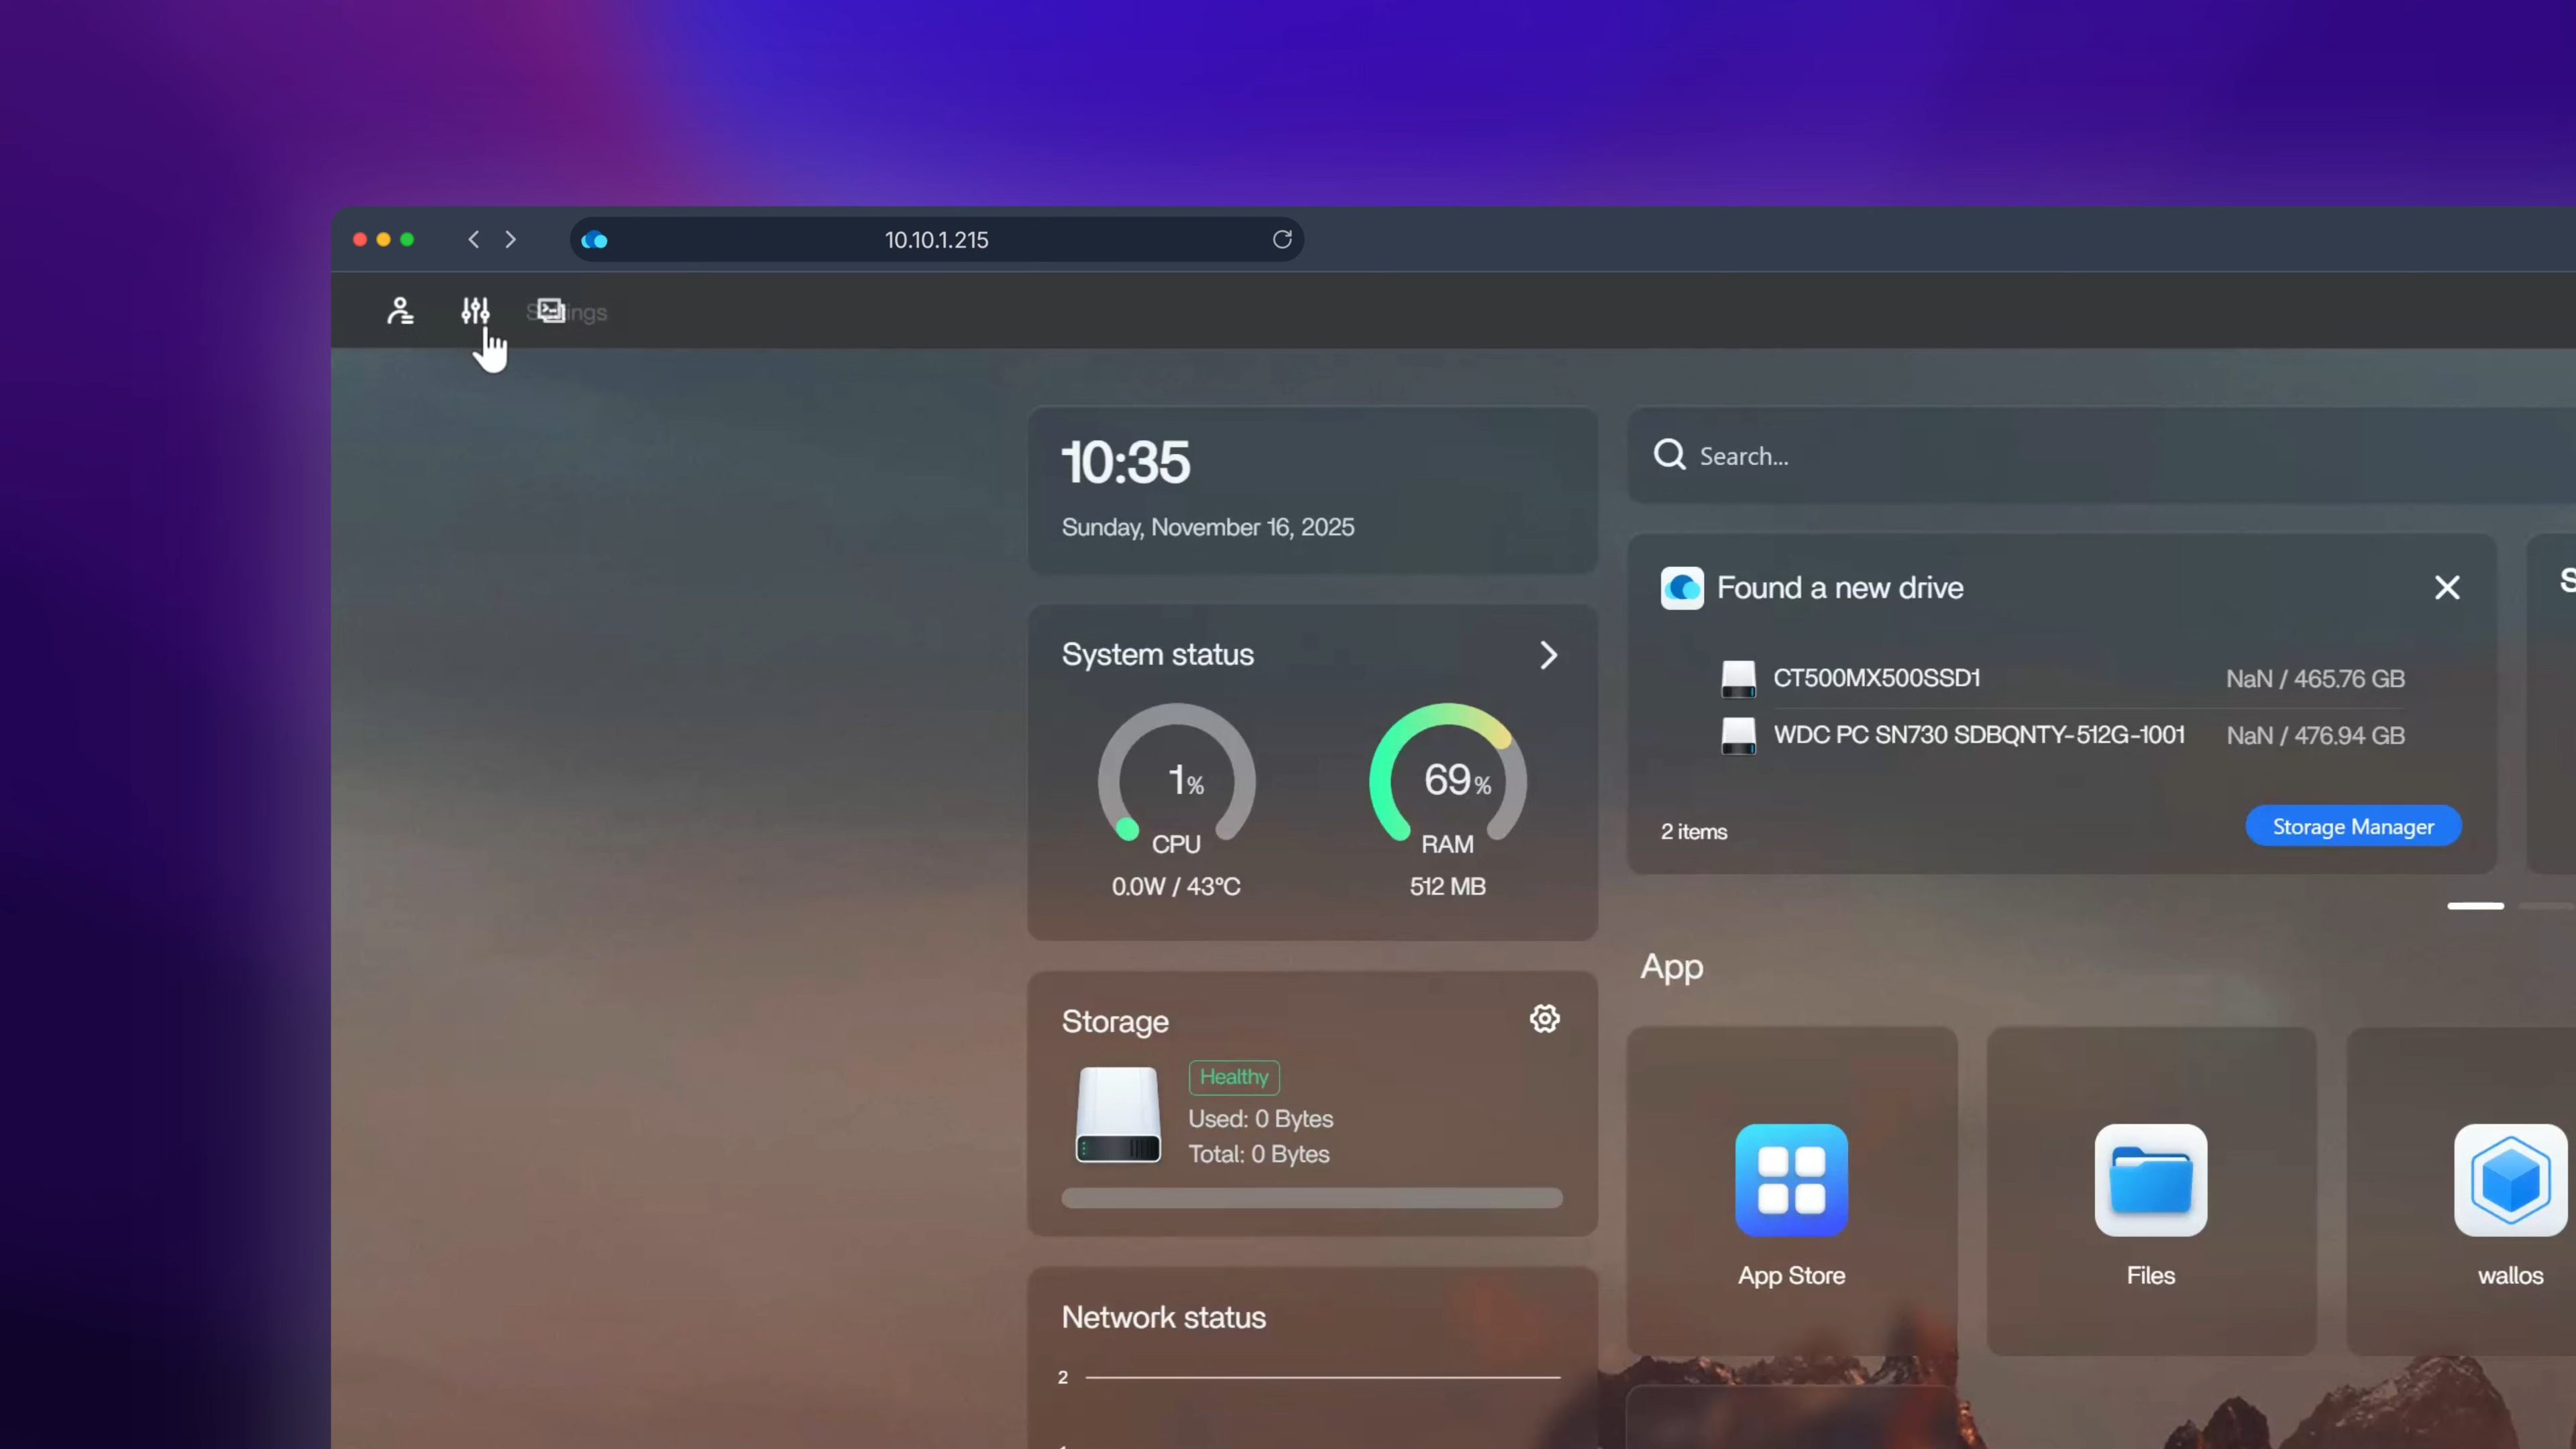 10.10.1.215
Settings
10:35
Sunday, November 16, 2025
Search...
Found a new drive
CT500MX500SSD1
NaN / 465.76 GB
WDC PC SN730 SDBQNTY-512G-1001
NaN / 476.94 GB
2 items
Storage Manager
System status
1%
CPU
0.0W / 43°C
69%
RAM
512 MB
Storage
Healthy
Used: 0 Bytes
Total: 0 Bytes
Network status
2
App
App Store
Files
wallos